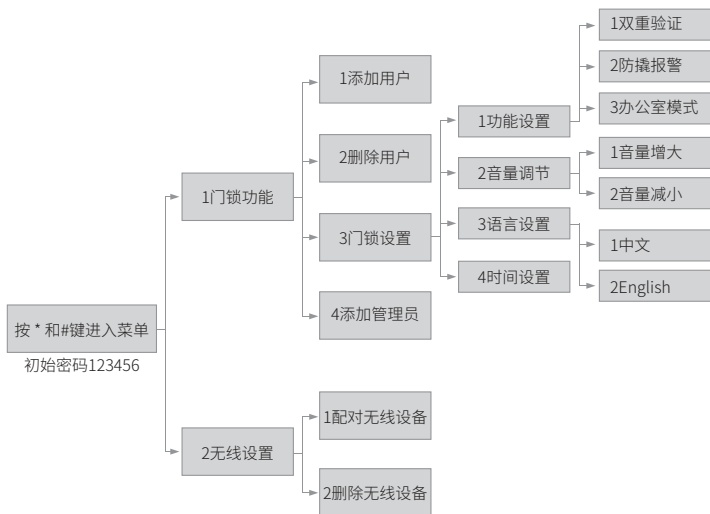 按 * 和#键进入菜单
初始密码123456
1门锁功能
1添加用户
2删除用户
3门锁设置
1功能设置
1双重验证
2防撬报警
3办公室模式
2音量调节
1音量增大
2音量减小
3语言设置
1中文
2English
4时间设置
4添加管理员
2无线设置
1配对无线设备
2删除无线设备